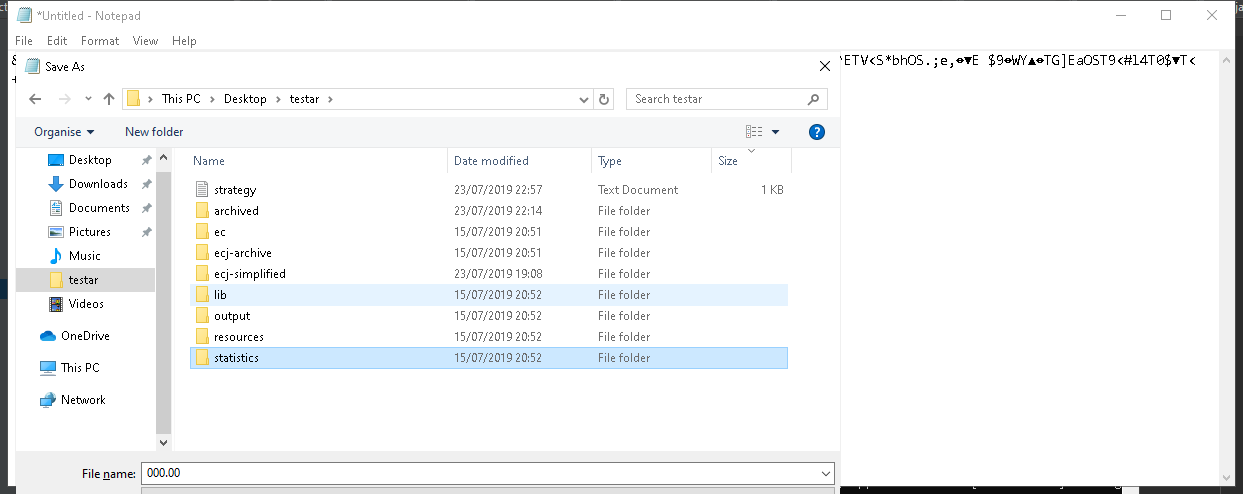 *Untitled - Notepad
File Edit Format View Help
ETV<S*bhOS.;e,
E $9
WY
TG]EaOST9<#l4T0$▼T<
Save As
This PC > Desktop > testar >
Search testar
Organise
New folder
Name Date modified Type Size
Desktop
Downloads
Documents
Pictures
Music
testar
Videos
OneDrive
This PC
Network
strategy 23/07/2019 22:57 Text Document 1 KB
archived 23/07/2019 22:14 File folder
ec 15/07/2019 20:51 File folder
ecj-archive 15/07/2019 20:51 File folder
ecj-simplified 23/07/2019 19:08 File folder
lib 15/07/2019 20:52 File folder
output 15/07/2019 20:52 File folder
resources 15/07/2019 20:52 File folder
statistics 15/07/2019 20:52 File folder
File name: 000.00